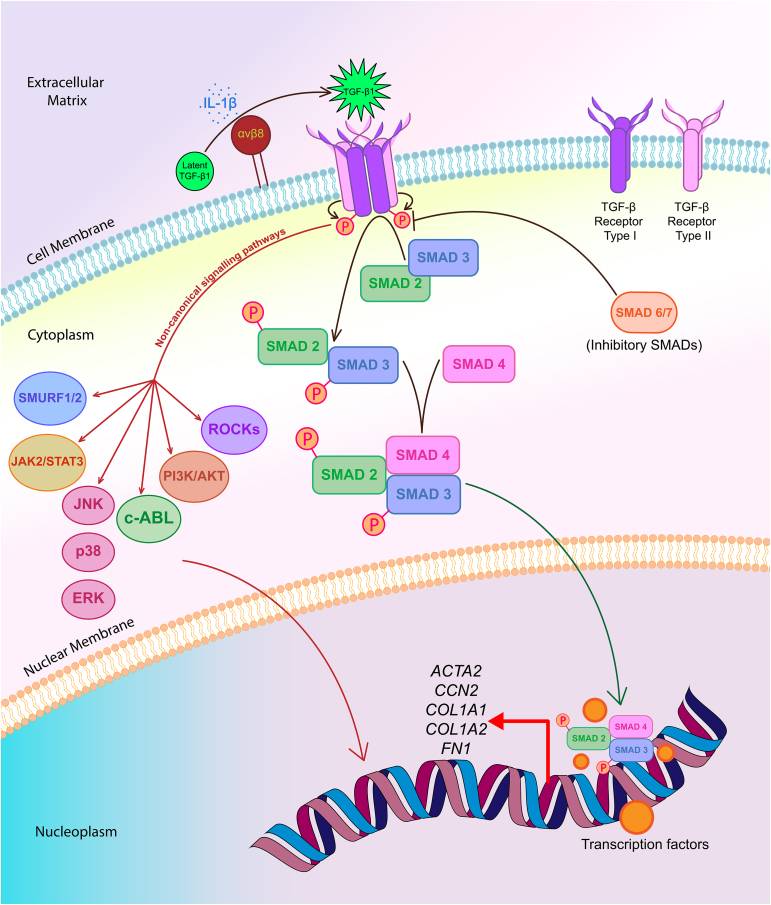 Extracellular
Matrix
IL-1β
αvβ8
Latent
TGF-β1
TGF-β1
TGF-β
Receptor
Type I
TGF-β
Receptor
Type II
Cell Membrane
P
P
Non-canonical signalling pathways
SMAD 3
SMAD 2
SMAD 6/7
(Inhibitory SMADs)
Cytoplasm
P
SMAD 2
SMAD 3
P
SMAD 4
SMURF1/2
ROCKs
JAK2/STAT3
PI3K/AKT
JNK
c-ABL
p38
ERK
P
SMAD 4
SMAD 2
SMAD 3
P
Nuclear Membrane
ACTA2
CCN2
COL1A1
COL1A2
FN1
P
SMAD 4
SMAD 2
SMAD 3
P
Nucleoplasm
Transcription factors